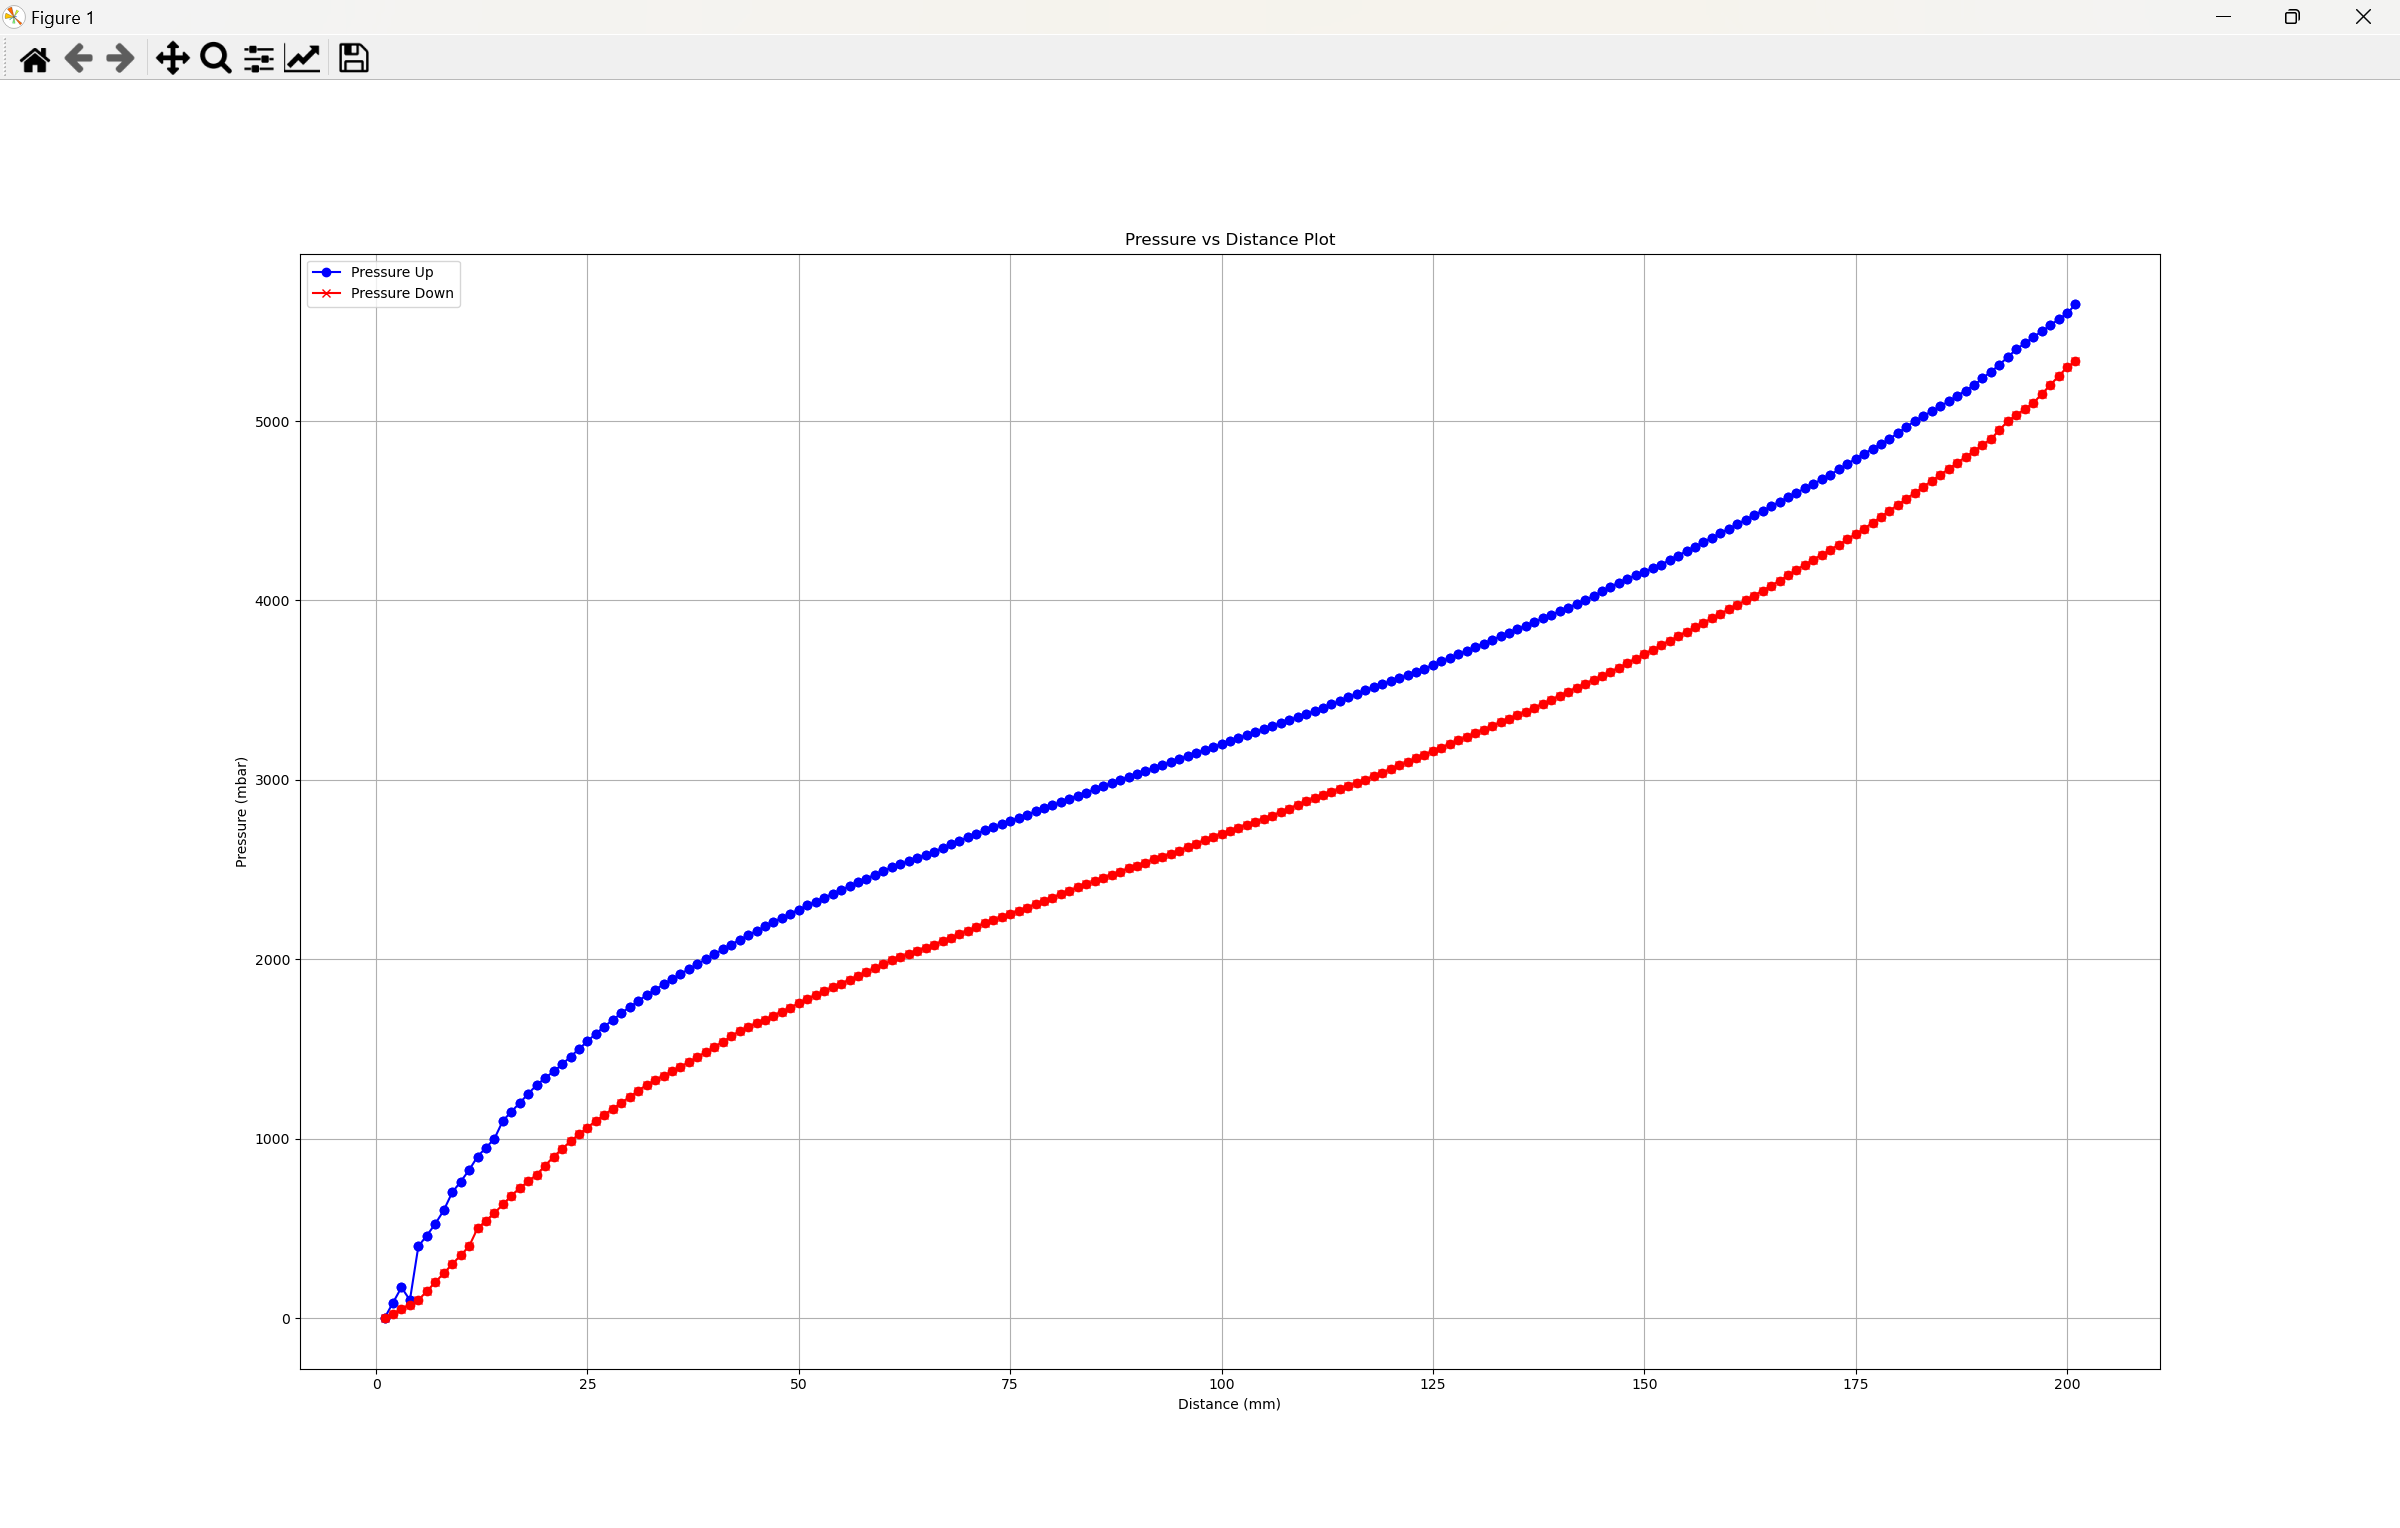 Figure 1
Pressure vs Distance Plot
Pressure Up
Pressure Down
Pressure (mbar)
5000
4000
3000
2000
1000
0
0 25 50 75 100 125 150 175 200
Distance (mm)